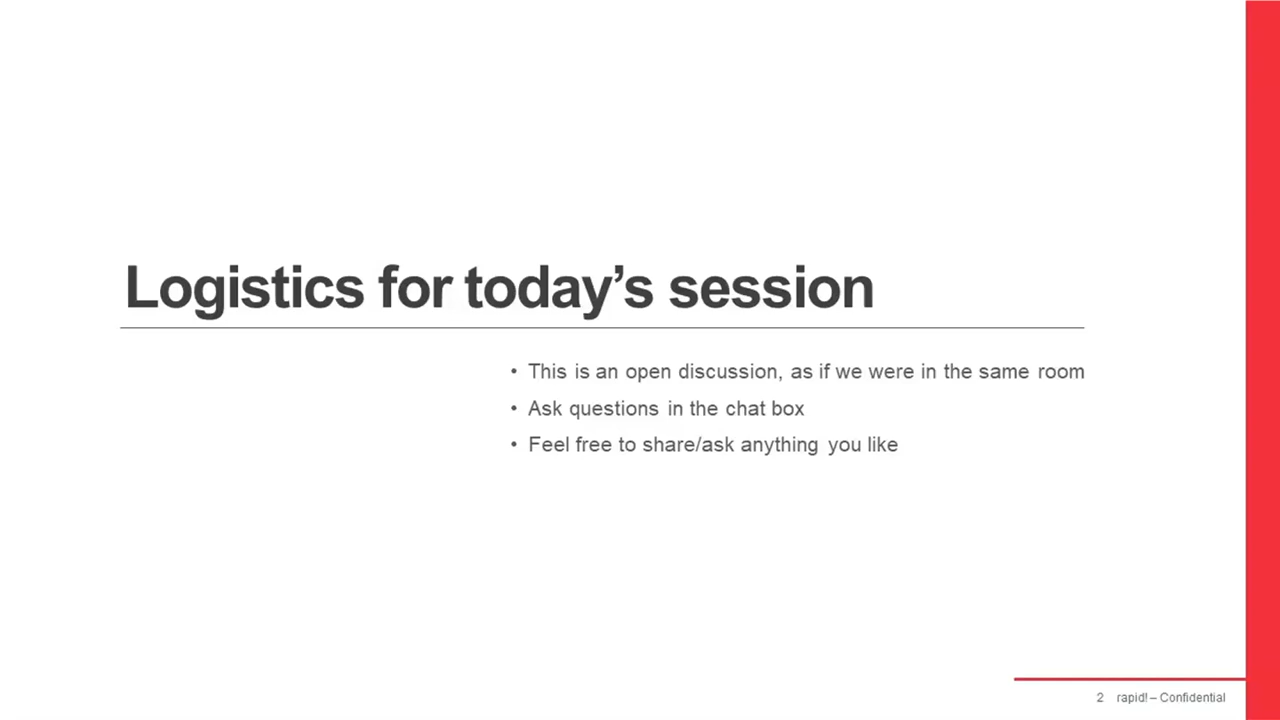 Logistics for today’s session
• This is an open discussion, as if we were in the same room
• Ask questions in the chat box
• Feel free to share/ask anything you like
2 rapid! – Confidential